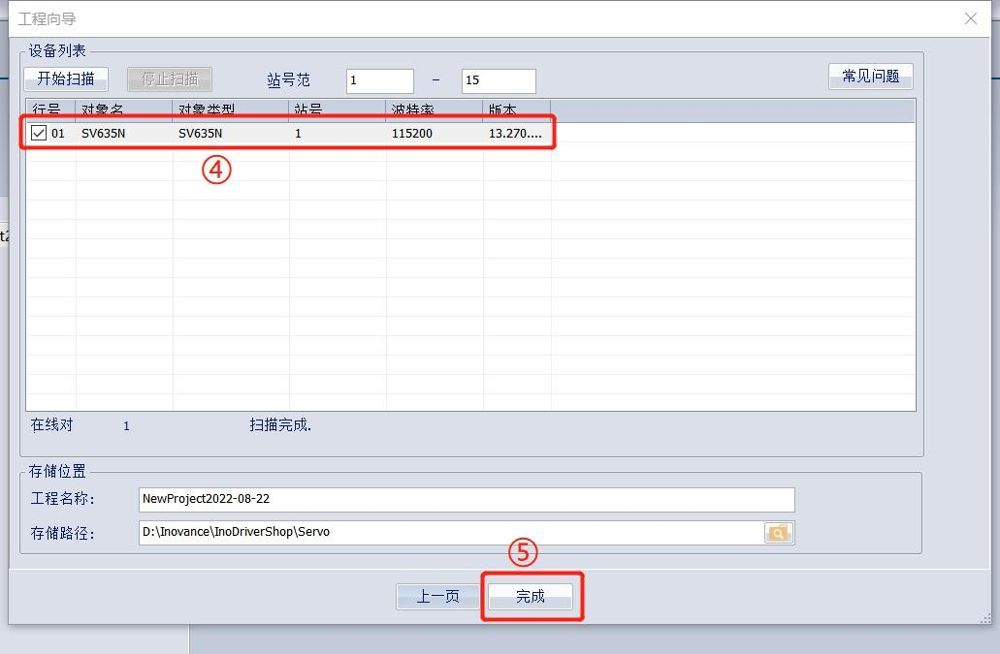 工程向导
设备列表
开始扫描 停止扫描 站号范 1 - 15 常见问题
行号 对象名 对象类型 站号 波特率 版本
01 SV635N SV635N 1 115200 13.270....
④
在线对 1 扫描完成.
存储位置
工程名称: NewProject2022-08-22
存储路径: D:\Inovance\InoDriverShop\Servo
⑤
上一页 完成